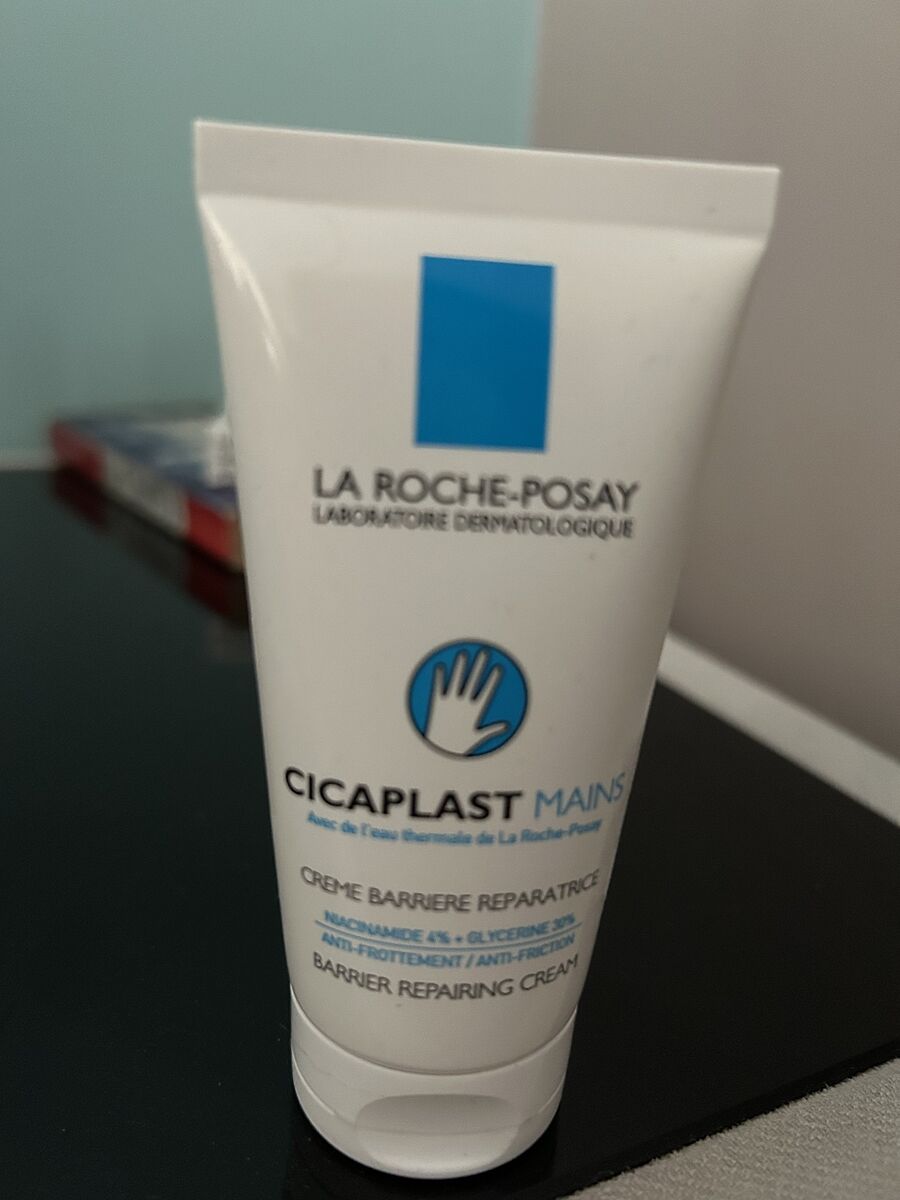 LA ROCHE-POSAY
LABORATOIRE DERMATOLOGIQUE
CICAPLAST MAINS
Avec de l'eau thermale de La Roche-Posay
CREME BARRIERE REPARATRICE
NIACINAMIDE 4% + GLYCERINE 30%
ANTI-FROTTEMENT / ANTI-FRICTION
BARRIER REPAIRING CREAM